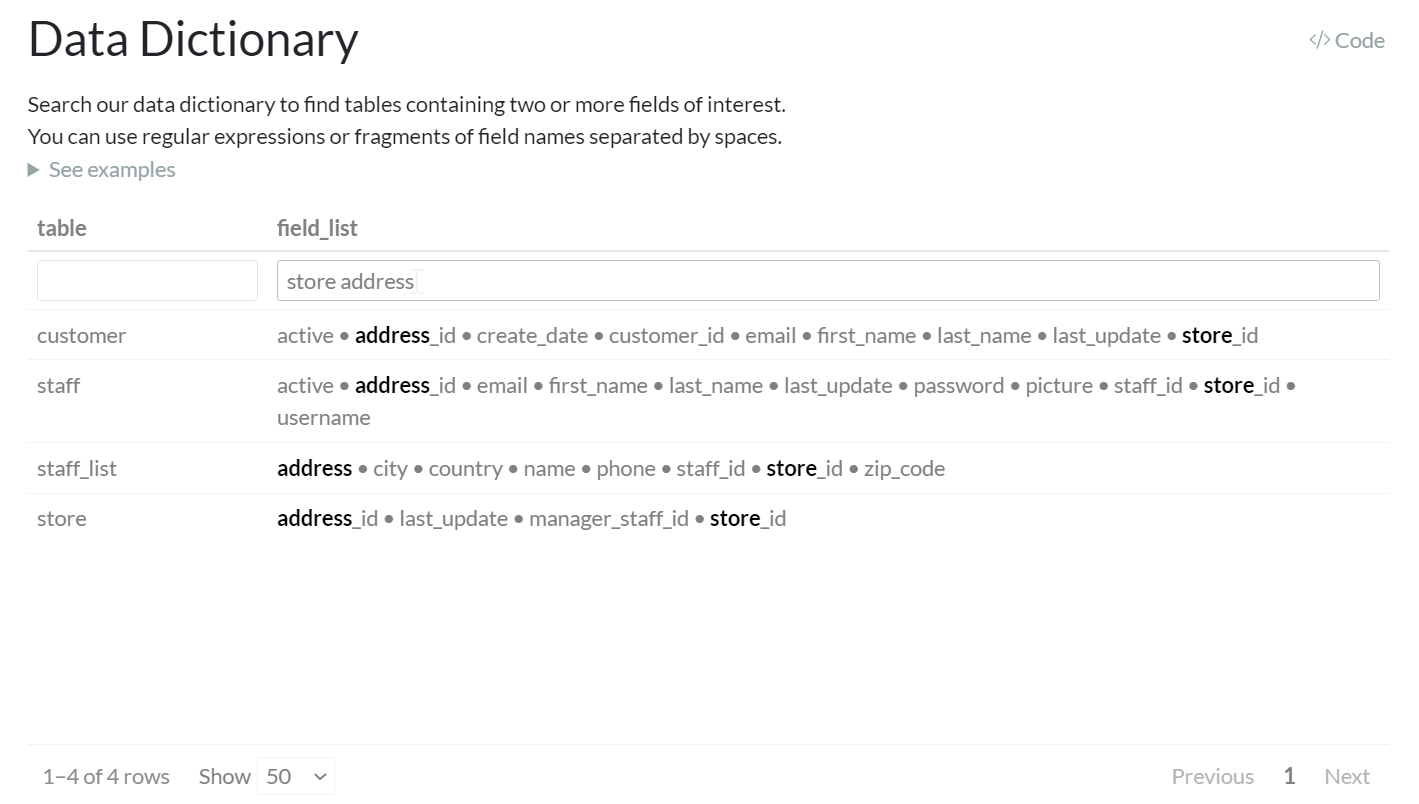 Data Dictionary
</> Code
Search our data dictionary to find tables containing two or more fields of interest.
You can use regular expressions or fragments of field names separated by spaces.
▶ See examples
table field_list
store address
customer active • address_id • create_date • customer_id • email • first_name • last_name • last_update • store_id
staff active • address_id • email • first_name • last_name • last_update • password • picture • staff_id • store_id •
username
staff_list address • city • country • name • phone • staff_id • store_id • zip_code
store address_id • last_update • manager_staff_id • store_id
1–4 of 4 rows Show 50 Previous 1 Next